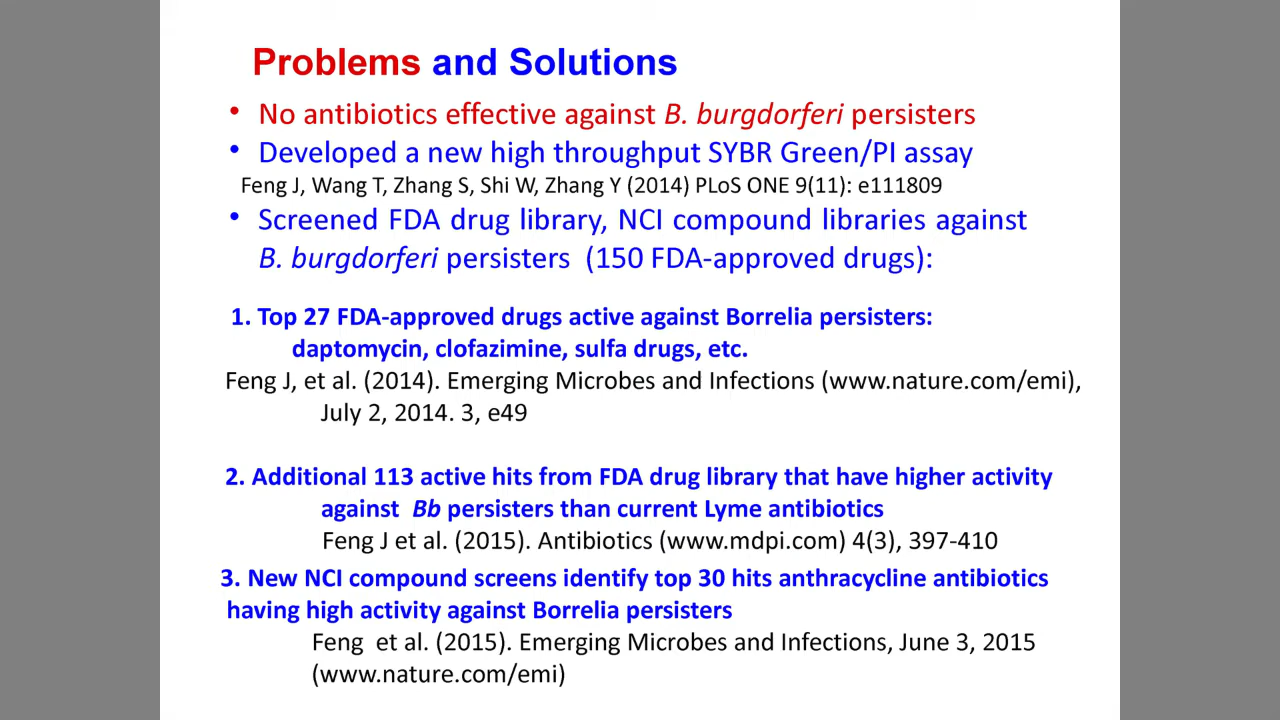 Problems and Solutions
• No antibiotics effective against B. burgdorferi persisters
• Developed a new high throughput SYBR Green/PI assay
Feng J, Wang T, Zhang S, Shi W, Zhang Y (2014) PLoS ONE 9(11): e111809
• Screened FDA drug library, NCI compound libraries against
B. burgdorferi persisters (150 FDA-approved drugs):
1. Top 27 FDA-approved drugs active against Borrelia persisters:
daptomycin, clofazimine, sulfa drugs, etc.
Feng J, et al. (2014). Emerging Microbes and Infections (www.nature.com/emi),
July 2, 2014. 3, e49
2. Additional 113 active hits from FDA drug library that have higher activity
against Bb persisters than current Lyme antibiotics
Feng J et al. (2015). Antibiotics (www.mdpi.com) 4(3), 397-410
3. New NCI compound screens identify top 30 hits anthracycline antibiotics
having high activity against Borrelia persisters
Feng et al. (2015). Emerging Microbes and Infections, June 3, 2015
(www.nature.com/emi)